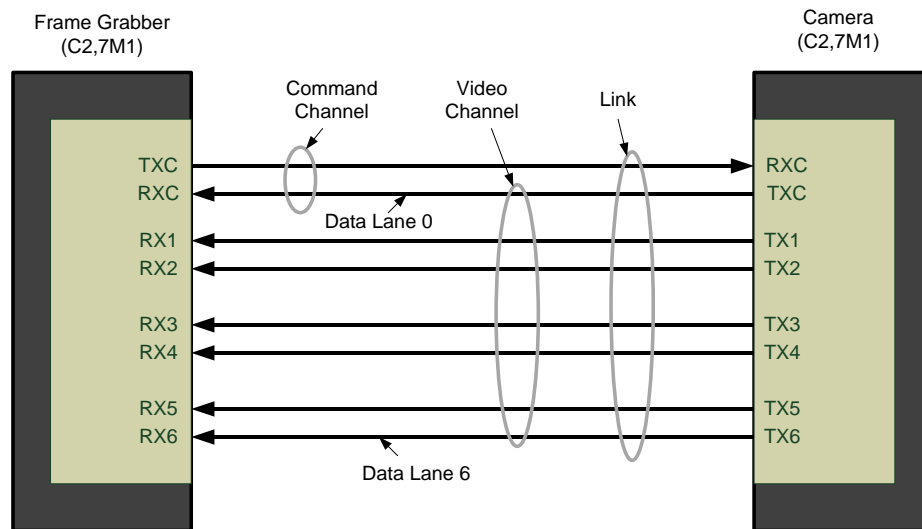 Frame Grabber
(C2,7M1)
Camera
(C2,7M1)
Command
Channel
Video
Channel
Link
TXC
RXC
RXC
Data Lane 0
TXC
RX1
TX1
RX2
TX2
RX3
TX3
RX4
TX4
RX5
TX5
RX6
TX6
Data Lane 6